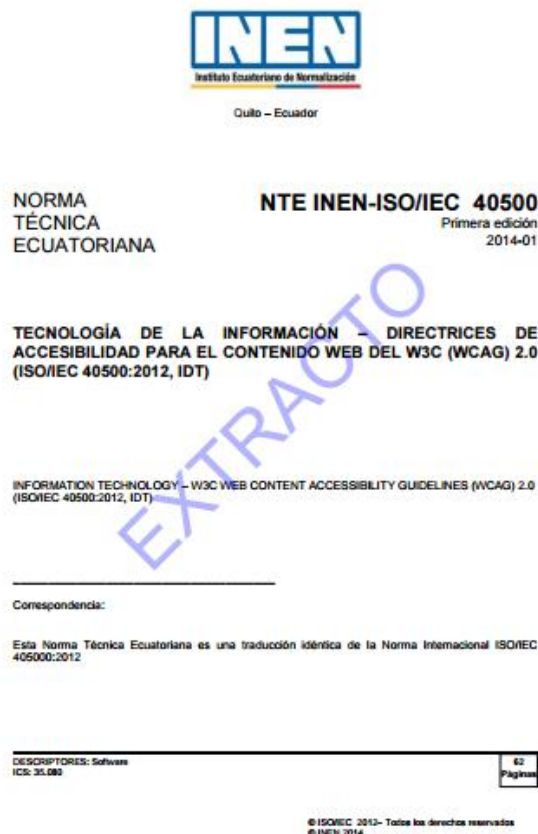 INEN
Instituto Ecuatoriano de Normalización
Quito – Ecuador
NORMA
TÉCNICA
ECUATORIANA
NTE INEN-ISO/IEC 40500
Primera edición
2014-01
TECNOLOGÍA DE LA INFORMACIÓN – DIRECTRICES DE
ACCESIBILIDAD PARA EL CONTENIDO WEB DEL W3C (WCAG) 2.0
(ISO/IEC 40500:2012, IDT)
EXTRACTO
INFORMATION TECHNOLOGY – W3C WEB CONTENT ACCESSIBILITY GUIDELINES (WCAG) 2.0
(ISO/IEC 40500:2012, IDT)
Correspondencia:
Esta Norma Técnica Ecuatoriana es una traducción idéntica de la Norma Internacional ISO/IEC
405000:2012
DESCRIPTORES: Software
ICS: 35.080
62
Páginas
© ISO/IEC 2012– Todos los derechos reservados
© INEN 2014